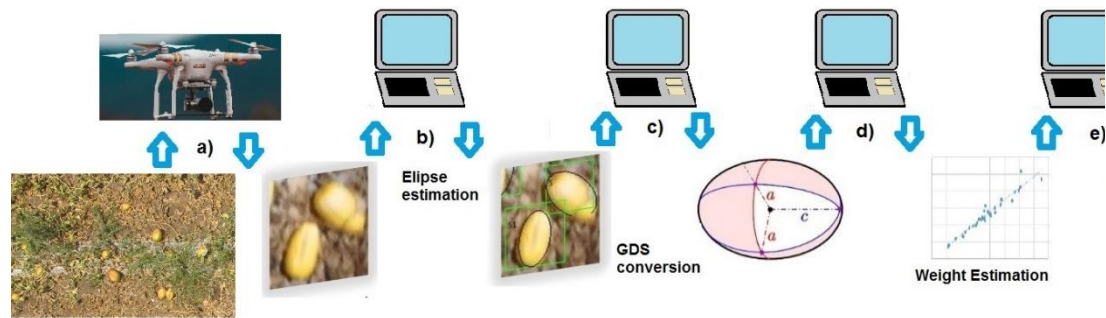 a)
b)
c)
d)
e)
Elipse
estimation
GDS
conversion
a
c
a
Weight Estimation